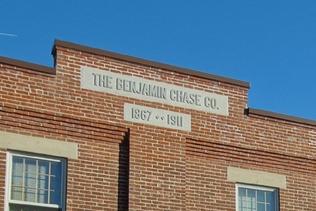 THE BENJAMIN CHASE CO.
1867 - - 1911